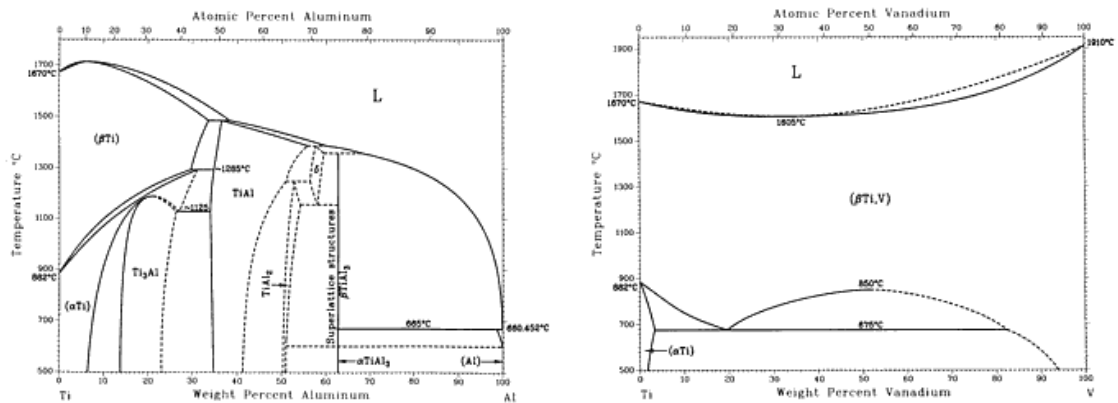 Atomic Percent Aluminum
0 10 20 30 40 50 60 70 80 100
1700
1670°C
L
1500
(βTi)
1300
~1285°C
TiAl
δ
1100
~1125
Temperature °C
Ti₃Al
900
882°C
(αTi)
TiAl₂
Superlattice structures
βTiAl₃
700
665°C
660.452°C
αTiAl₃
(Al)
500
0 10 20 30 40 50 60 70 80 90 100
Ti
Weight Percent Aluminum
Al
Atomic Percent Vanadium
0 10 20 30 40 50 60 70 80 90 100
1900
1910°C
L
1700
1670°C
1605°C
1500
1300
(βTi,V)
1100
Temperature °C
900
882°C
850°C
700
675°C
(αTi)
500
0 10 20 30 40 50 60 70 80 90 100
Ti
Weight Percent Vanadium
V